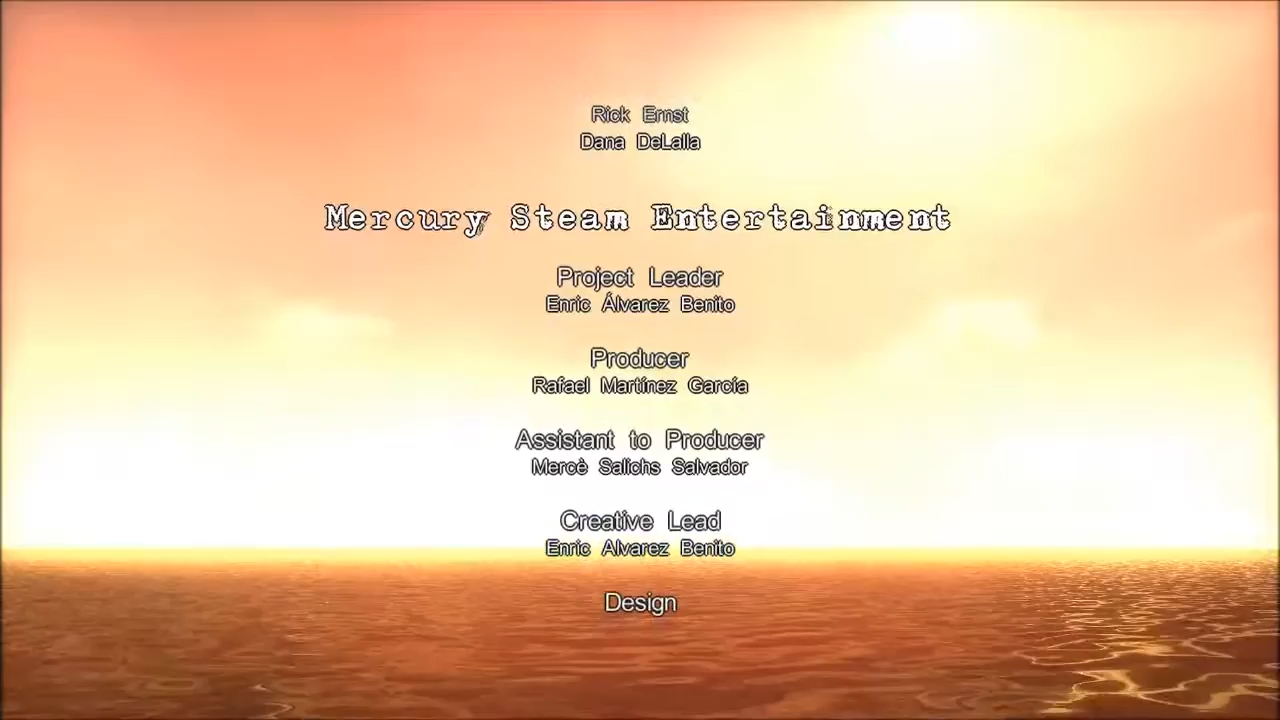 Rick Ernst
Dana DeLalla
Mercury Steam Entertainment
Project Leader
Enric Álvarez Benito
Producer
Rafael Martínez García
Assistant to Producer
Mercè Salichs Salvador
Creative Lead
Enric Alvarez Benito
Design